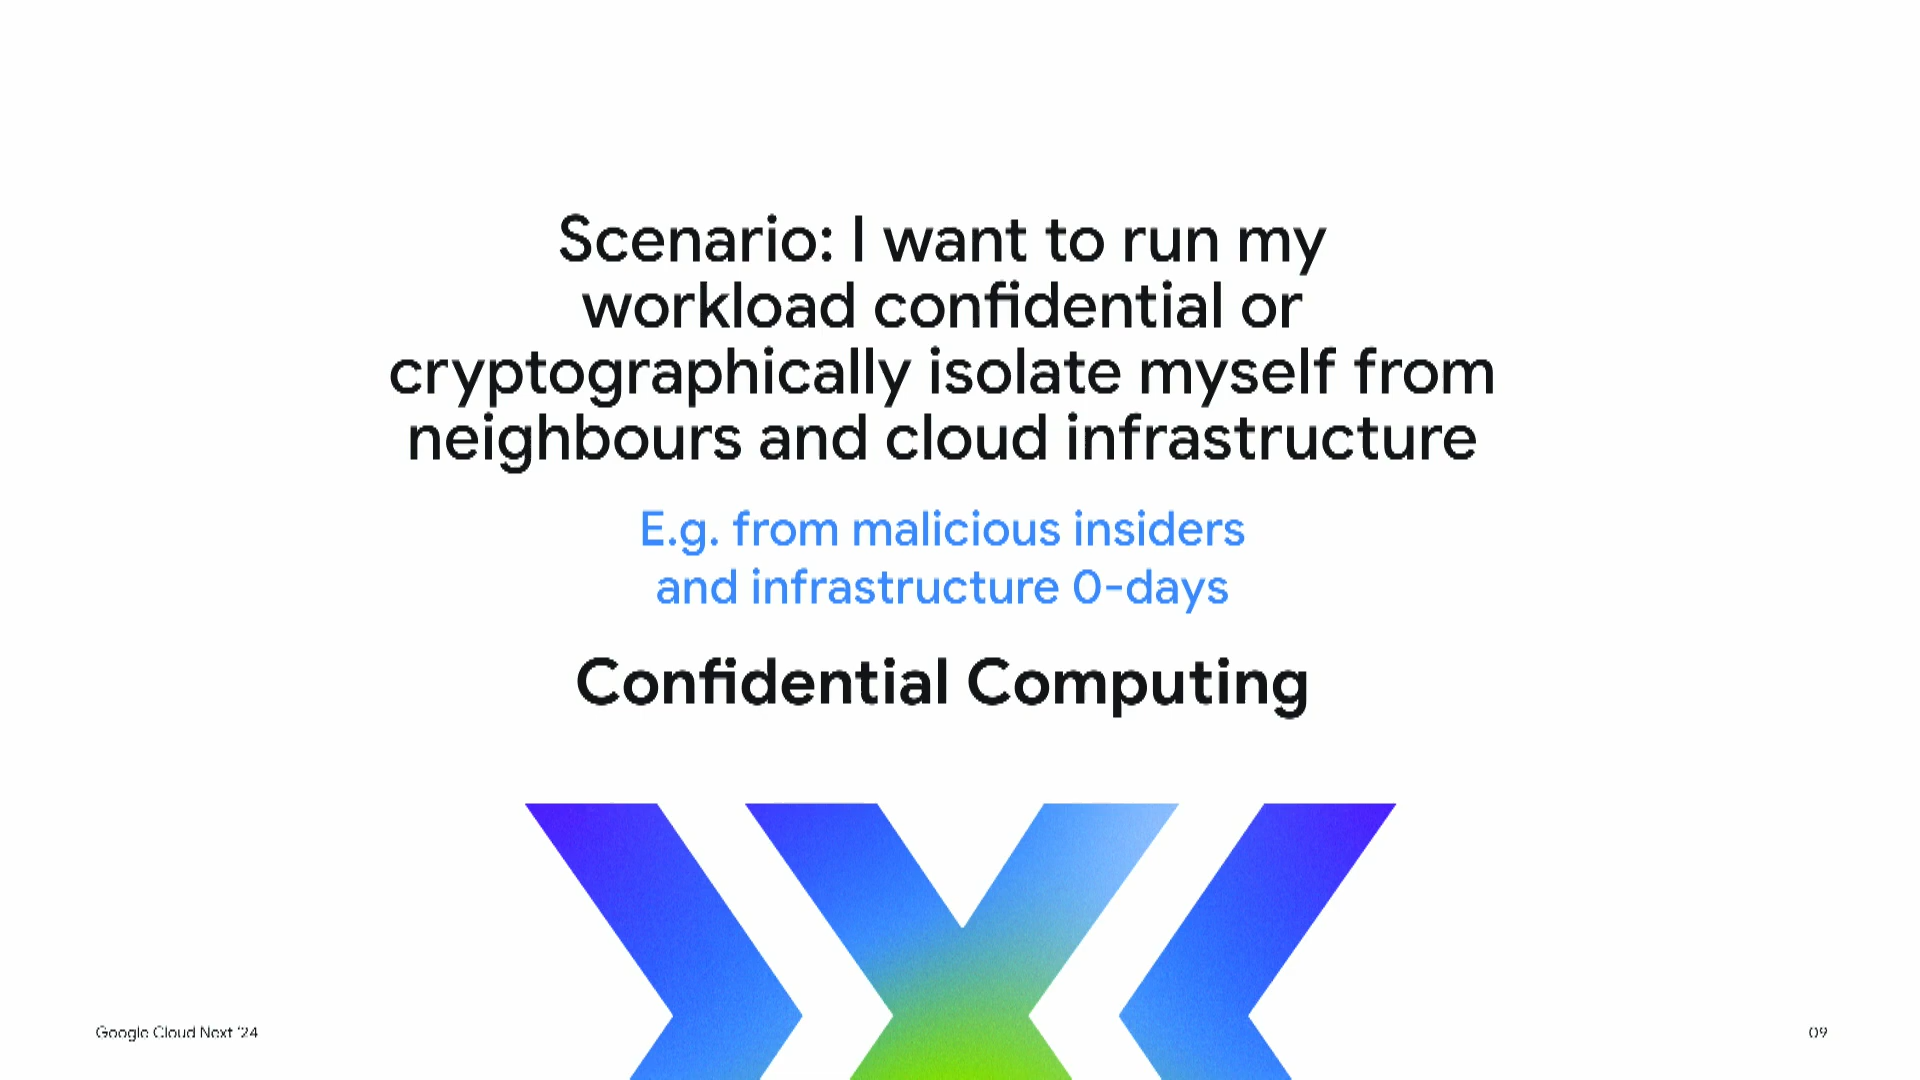 Scenario: I want to run my
workload confidential or
cryptographically isolate myself from
neighbours and cloud infrastructure
E.g. from malicious insiders
and infrastructure 0-days
Confidential Computing
Google Cloud Next '24
09